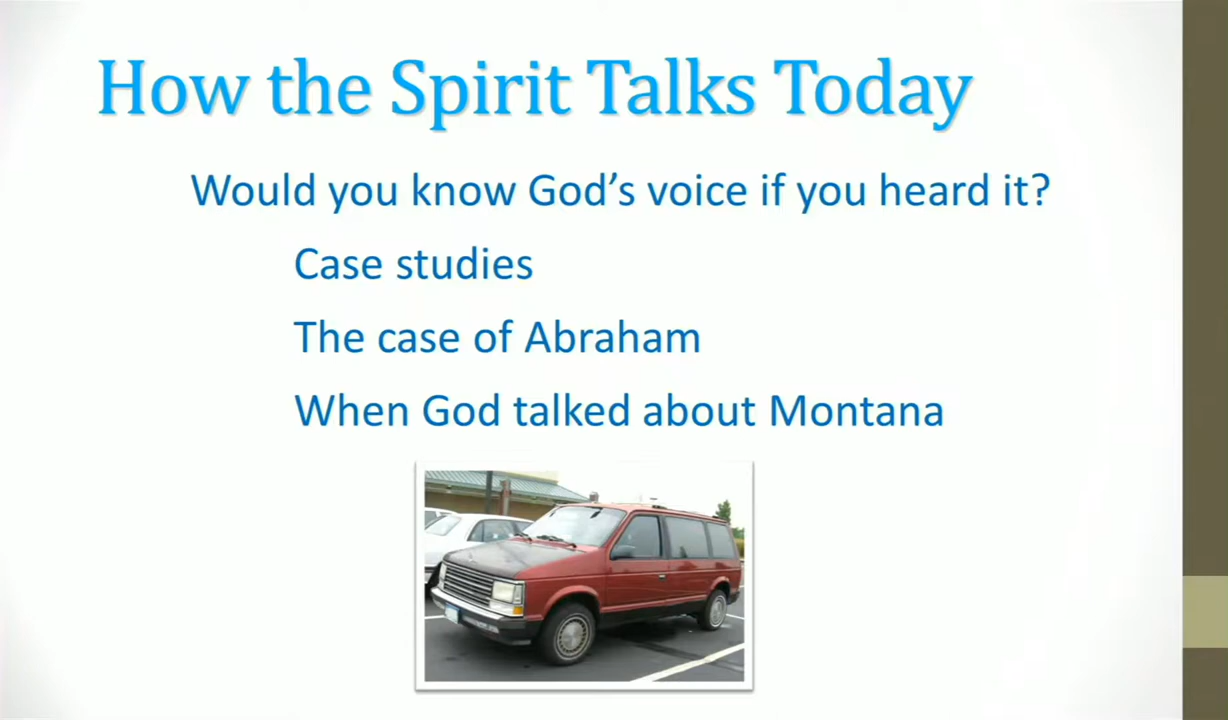 How the Spirit Talks Today
Would you know God's voice if you heard it?
Case studies
The case of Abraham
When God talked about Montana